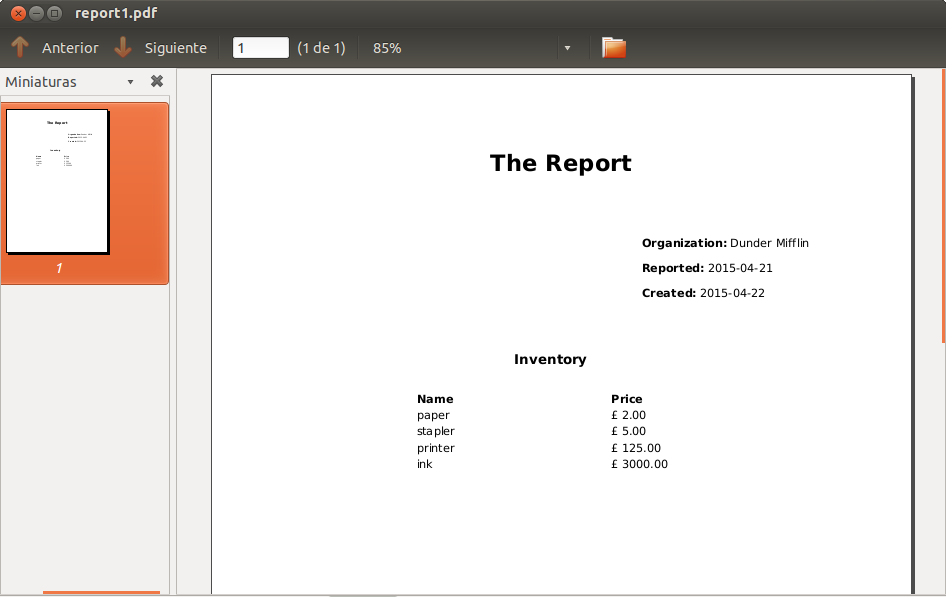 report1.pdf
Anterior Siguiente 1 (1 de 1) 85%
Miniaturas
1
The Report
Organization: Dunder Mifflin
Reported: 2015-04-21
Created: 2015-04-22
Inventory
Name Price
paper £ 2.00
stapler £ 5.00
printer £ 125.00
ink £ 3000.00